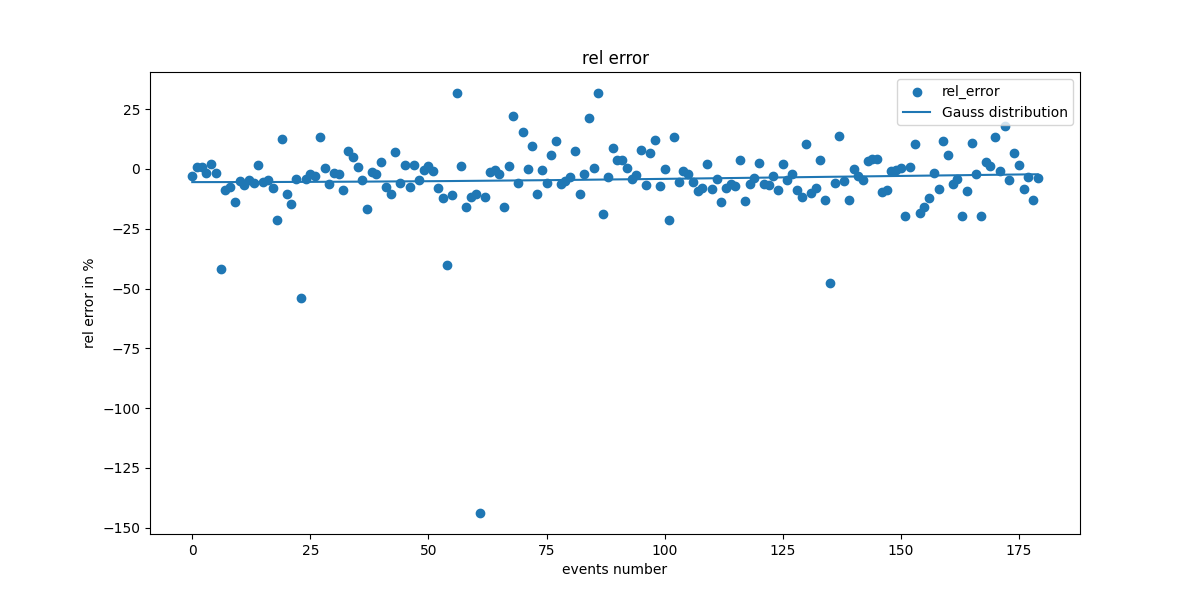 rel error
rel_error
Gauss distribution
25
0
−25
−50
−75
−100
−125
−150
rel error in %
0 25 50 75 100 125 150 175
events number